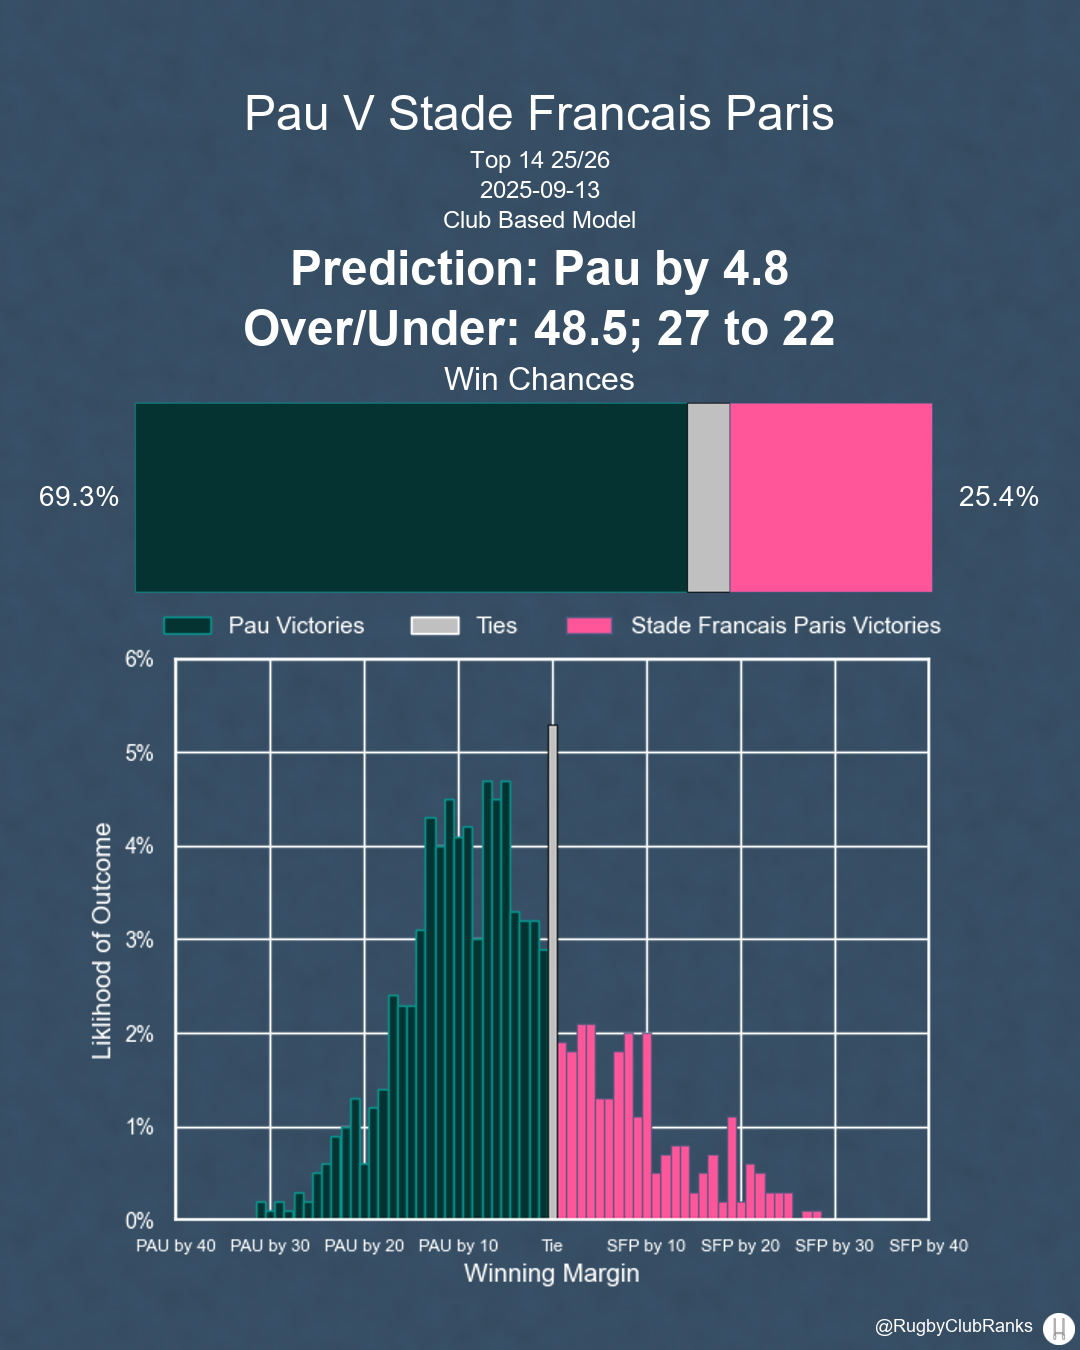 Pau V Stade Francais Paris
Top 14 25/26
2025-09-13
Club Based Model
Prediction: Pau by 4.8
Over/Under: 48.5; 27 to 22
Win Chances
69.3%
25.4%
Pau Victories
Ties
Stade Francais Paris Victories
6%
5%
4%
3%
2%
1%
0%
Liklihood of Outcome
PAU by 40
PAU by 30
PAU by 20
PAU by 10
Tie
SFP by 10
SFP by 20
SFP by 30
SFP by 40
Winning Margin
@RugbyClubRanks